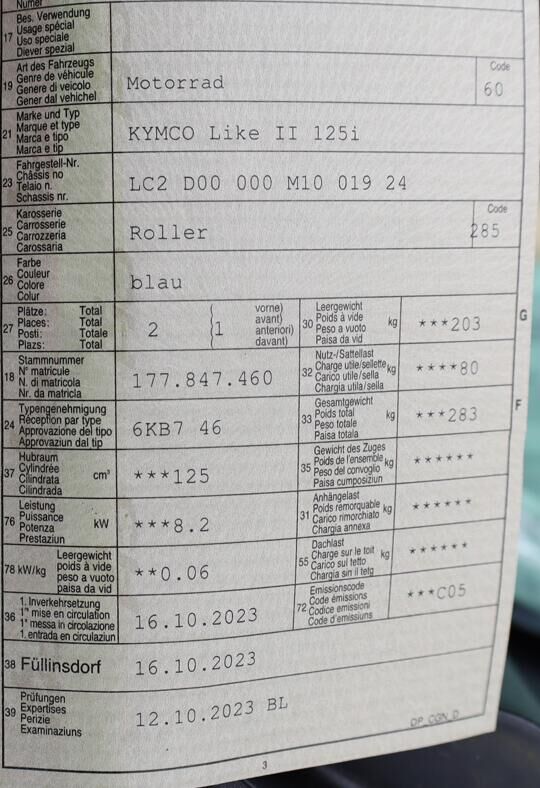 Numer
17 Bes. Verwendung
Usage spécial
Uso speciale
Diever spezial
19 Art des Fahrzeugs
Genre de véhicule
Genere di veicolo
Gener dal vehichel
Motorrad
Code
60
21 Marke und Typ
Marque et type
Marca e tipo
Marca e tip
KYMCO Like II 125i
23 Fahrgestell-Nr.
Châssis no
Telaio n.
Schassis nr.
LC2 D00 000 M10 019 24
25 Karosserie
Carrosserie
Carrozzeria
Carossaria
Roller
Code
285
26 Farbe
Couleur
Colore
Colur
blau
27 Plätze: Total
Places: Total
Posti: Totale
Plazs: Total
2
1
vorne)
avant)
anteriori)
davant)
30 Leergewicht
Poids à vide
Peso a vuoto
Paisa da vid
kg
***203
G
18 Stammnummer
N° matricule
N. di matricola
Nr. da matricla
177.847.460
32 Nutz-/Sattellast
Charge utile/sellette
Carico utile/sella
Chargia utila/sella
kg
****80
24 Typengenehmigung
Réception par type
Approvazione del tipo
Approvaziun dal tip
6KB7 46
33 Gesamtgewicht
Poids total
Peso totale
Paisa totala
kg
***283
F
37 Hubraum
Cylindrée
Cilindrata
Cilindrada
cm³
***125
35 Gewicht des Zuges
Poids de l'ensemble
Peso del convoglio
Paisa cumposiziun
kg
******
76 Leistung
Puissance
Potenza
Prestaziun
kW
***8.2
31 Anhängelast
Poids remorquable
Carico rimorchiato
Chargia annexa
kg
******
78 kW/kg
Leergewicht
poids à vide
peso a vuoto
paisa da vid
**0.06
55 Dachlast
Charge sur le toit
Carico sul tetto
Chargia sin il tetg
kg
******
36 1. Inverkehrsetzung
1re mise en circulation
1a messa in circolazione
1. entrada en circulaziun
16.10.2023
72 Emissionscode
Code émissions
Codice emissioni
Code d'emissiuns
***C05
38 Füllinsdorf
16.10.2023
39 Prüfungen
Expertises
Perizie
Examinaziuns
12.10.2023 BL
DP_CGN_D
3